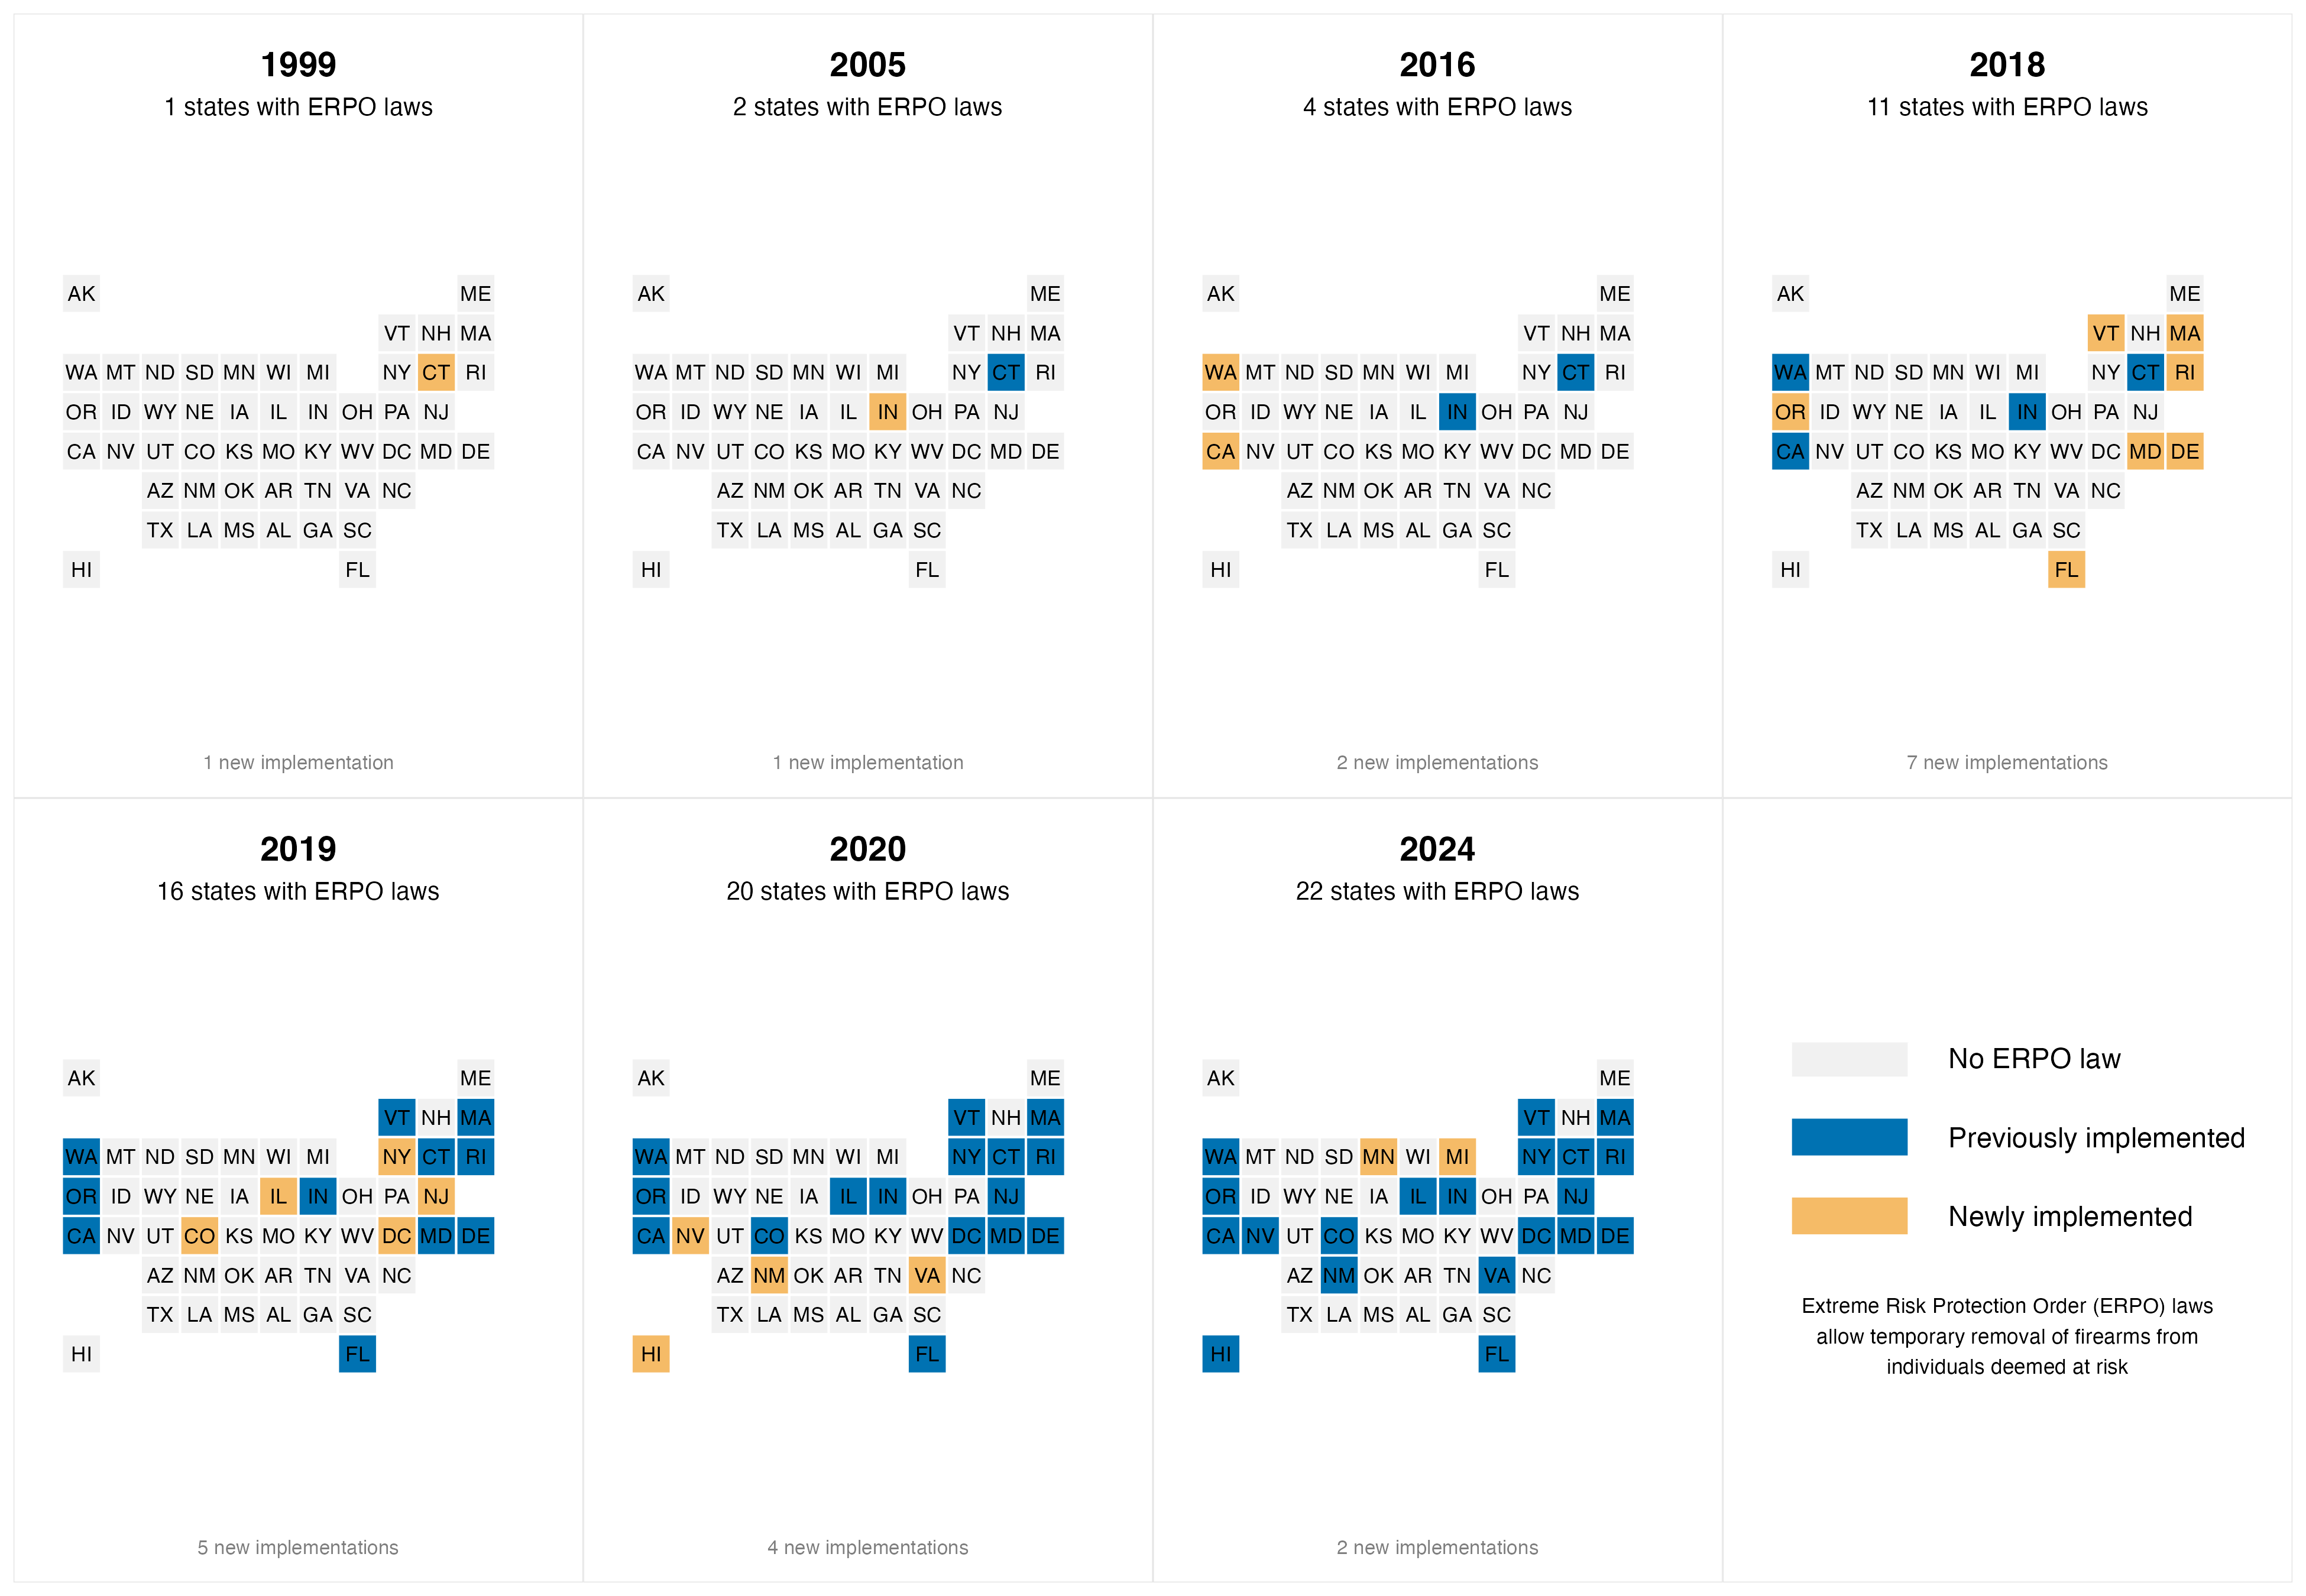 1999
1 states with ERPO laws
AK ME
VT NH MA
WA MT ND SD MN WI MI NY CT RI
OR ID WY NE IA IL IN OH PA NJ
CA NV UT CO KS MO KY WV DC MD DE
AZ NM OK AR TN VA NC
TX LA MS AL GA SC
HI FL
1 new implementation
2005
2 states with ERPO laws
AK ME
VT NH MA
WA MT ND SD MN WI MI NY CT RI
OR ID WY NE IA IL IN OH PA NJ
CA NV UT CO KS MO KY WV DC MD DE
AZ NM OK AR TN VA NC
TX LA MS AL GA SC
HI FL
1 new implementation
2016
4 states with ERPO laws
AK ME
VT NH MA
WA MT ND SD MN WI MI NY CT RI
OR ID WY NE IA IL IN OH PA NJ
CA NV UT CO KS MO KY WV DC MD DE
AZ NM OK AR TN VA NC
TX LA MS AL GA SC
HI FL
2 new implementations
2018
11 states with ERPO laws
AK ME
VT NH MA
WA MT ND SD MN WI MI NY CT RI
OR ID WY NE IA IL IN OH PA NJ
CA NV UT CO KS MO KY WV DC MD DE
AZ NM OK AR TN VA NC
TX LA MS AL GA SC
HI FL
7 new implementations
2019
16 states with ERPO laws
AK ME
VT NH MA
WA MT ND SD MN WI MI NY CT RI
OR ID WY NE IA IL IN OH PA NJ
CA NV UT CO KS MO KY WV DC MD DE
AZ NM OK AR TN VA NC
TX LA MS AL GA SC
HI FL
5 new implementations
2020
20 states with ERPO laws
AK ME
VT NH MA
WA MT ND SD MN WI MI NY CT RI
OR ID WY NE IA IL IN OH PA NJ
CA NV UT CO KS MO KY WV DC MD DE
AZ NM OK AR TN VA NC
TX LA MS AL GA SC
HI FL
4 new implementations
2024
22 states with ERPO laws
AK ME
VT NH MA
WA MT ND SD MN WI MI NY CT RI
OR ID WY NE IA IL IN OH PA NJ
CA NV UT CO KS MO KY WV DC MD DE
AZ NM OK AR TN VA NC
TX LA MS AL GA SC
HI FL
2 new implementations
No ERPO law
Previously implemented
Newly implemented
Extreme Risk Protection Order (ERPO) laws
allow temporary removal of firearms from
individuals deemed at risk